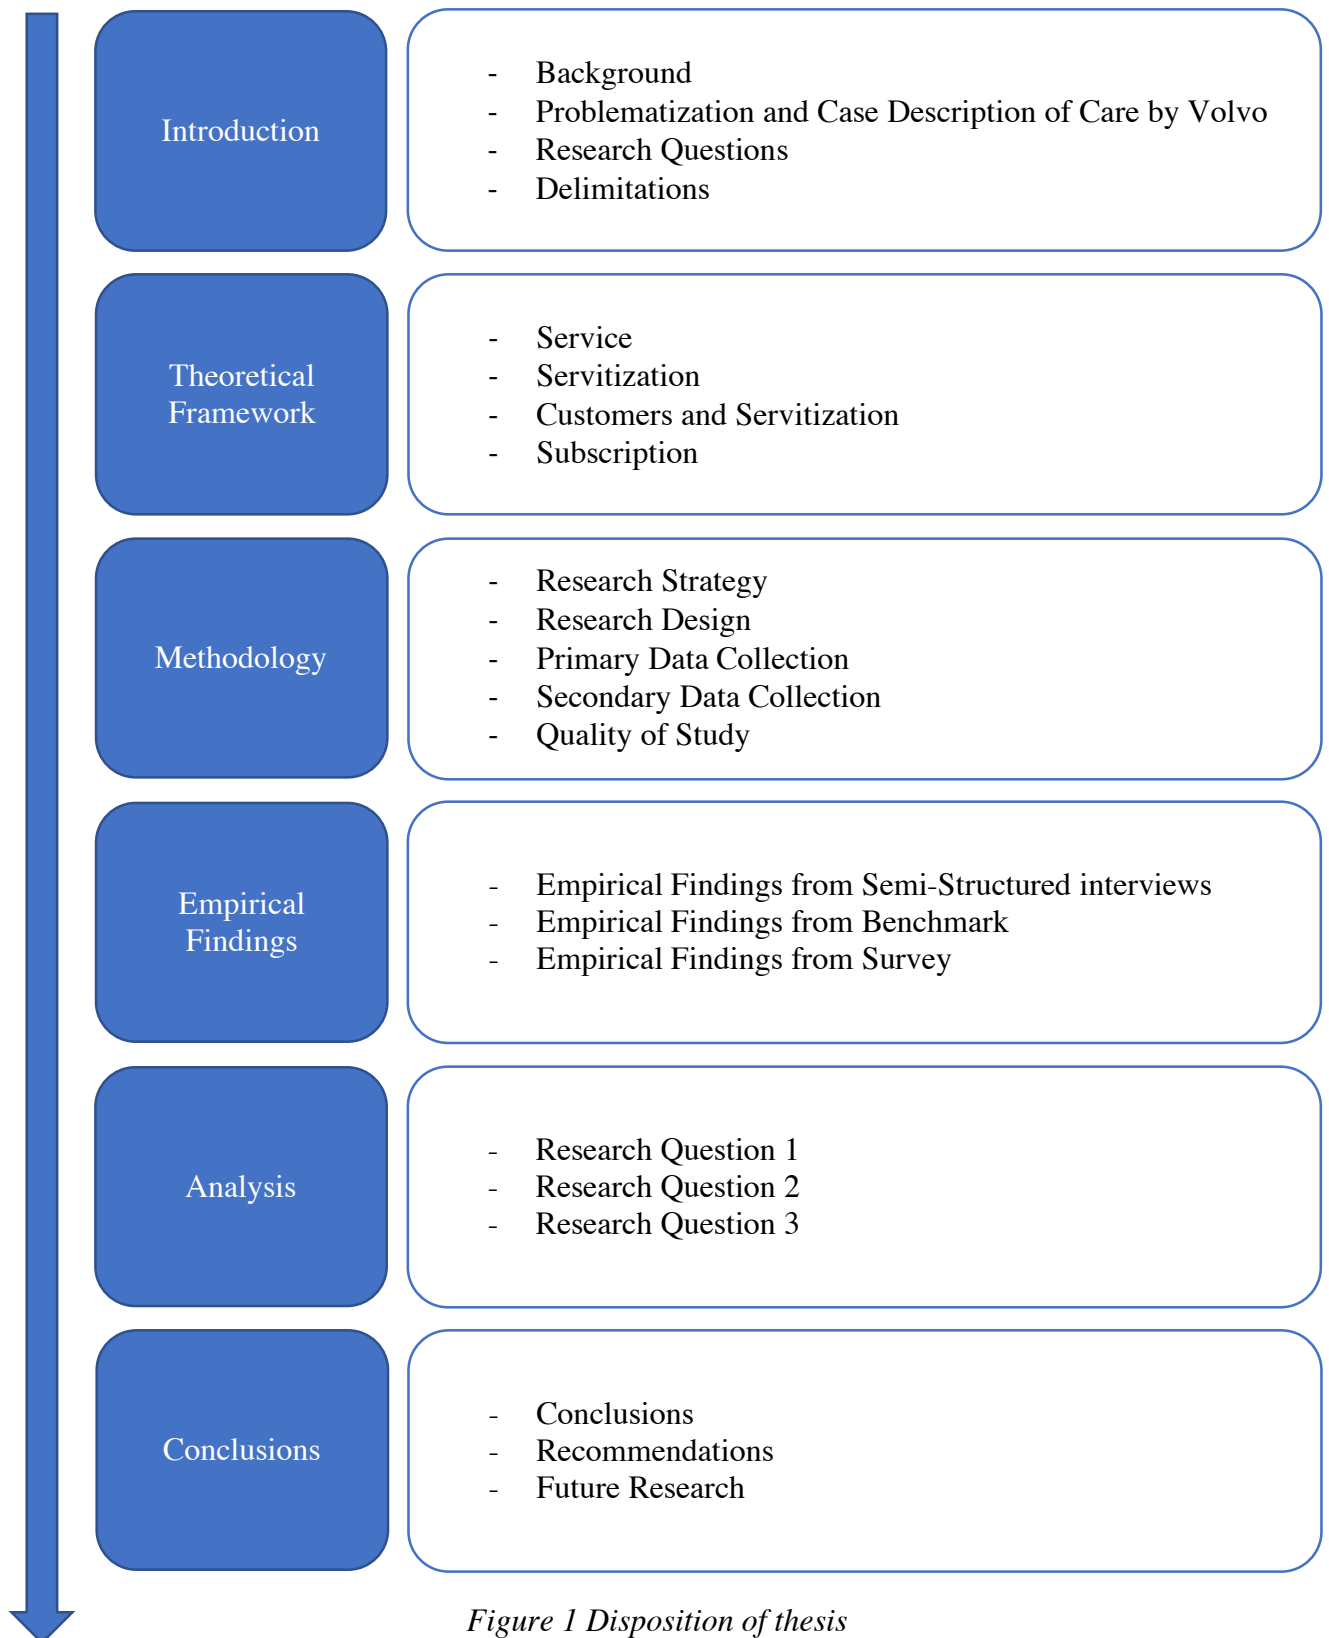 Introduction
- Background
- Problematization and Case Description of Care by Volvo
- Research Questions
- Delimitations
Theoretical
Framework
- Service
- Servitization
- Customers and Servitization
- Subscription
Methodology
- Research Strategy
- Research Design
- Primary Data Collection
- Secondary Data Collection
- Quality of Study
Empirical
Findings
- Empirical Findings from Semi-Structured interviews
- Empirical Findings from Benchmark
- Empirical Findings from Survey
Analysis
- Research Question 1
- Research Question 2
- Research Question 3
Conclusions
- Conclusions
- Recommendations
- Future Research
Figure 1 Disposition of thesis